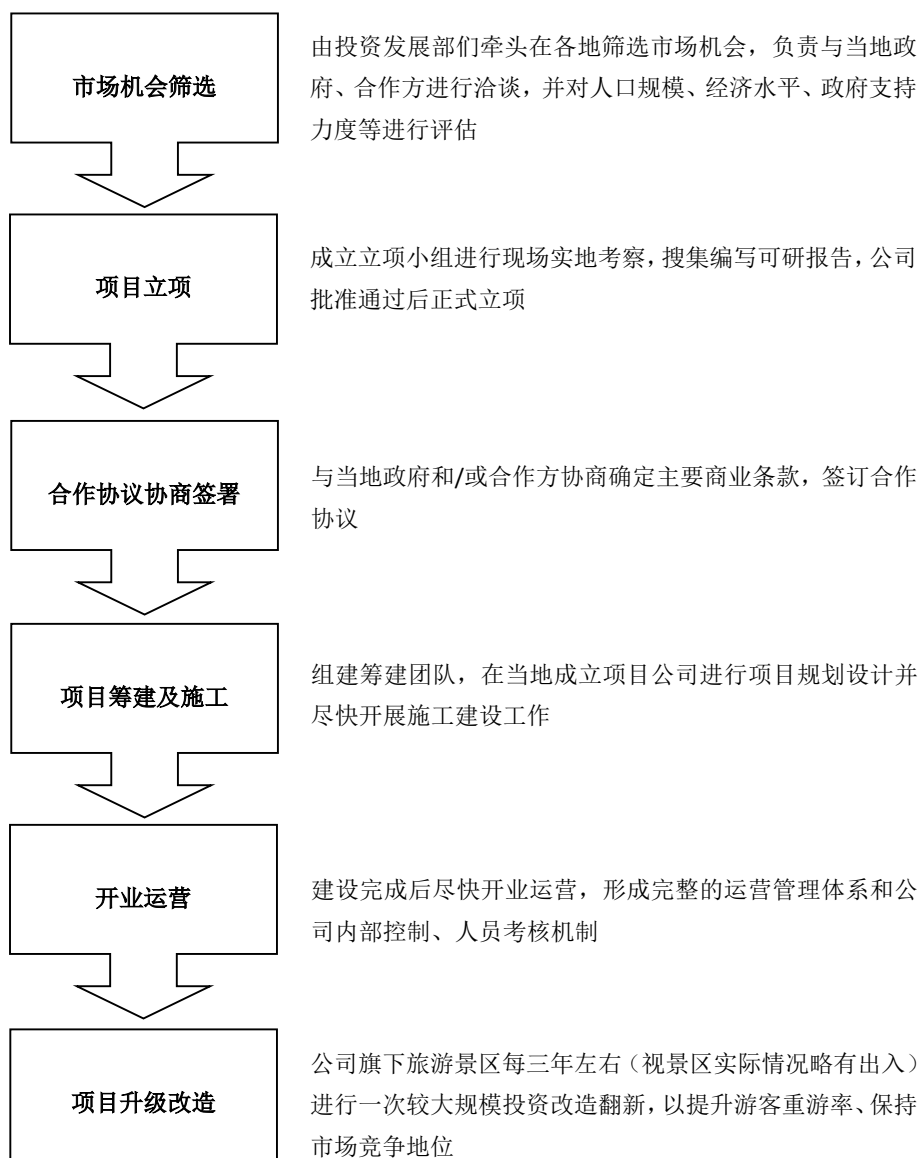 市场机会筛选
由投资发展部们牵头在各地筛选市场机会，负责与当地政
府、合作方进行洽谈，并对人口规模、经济水平、政府支持
力度等进行评估
项目立项
成立立项小组进行现场实地考察，搜集编写可研报告，公司
批准通过后正式立项
合作协议协商签署
与当地政府和/或合作方协商确定主要商业条款，签订合作
协议
项目筹建及施工
组建筹建团队，在当地成立项目公司进行项目规划设计并
尽快开展施工建设工作
开业运营
建设完成后尽快开业运营，形成完整的运营管理体系和公
司内部控制、人员考核机制
项目升级改造
公司旗下旅游景区每三年左右（视景区实际情况略有出入）
进行一次较大规模投资改造翻新，以提升游客重游率、保持
市场竞争地位